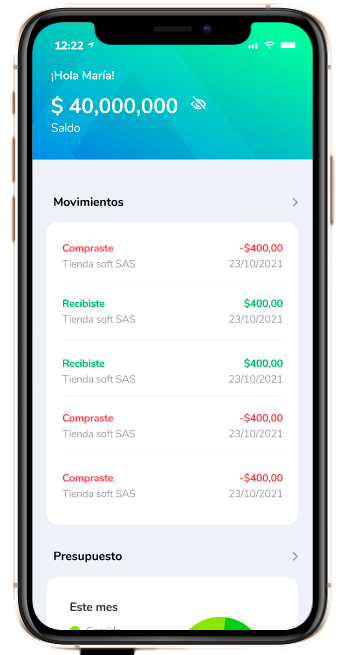 12:22
¡Hola María!
$ 40,000,000
Saldo
Movimientos
Compraste -$400,00
Tienda soft SAS 23/10/2021
Recibiste $400,00
Tienda soft SAS 23/10/2021
Recibiste $400,00
Tienda soft SAS 23/10/2021
Compraste -$400,00
Tienda soft SAS 23/10/2021
Compraste -$400,00
Tienda soft SAS 23/10/2021
Presupuesto
Este mes